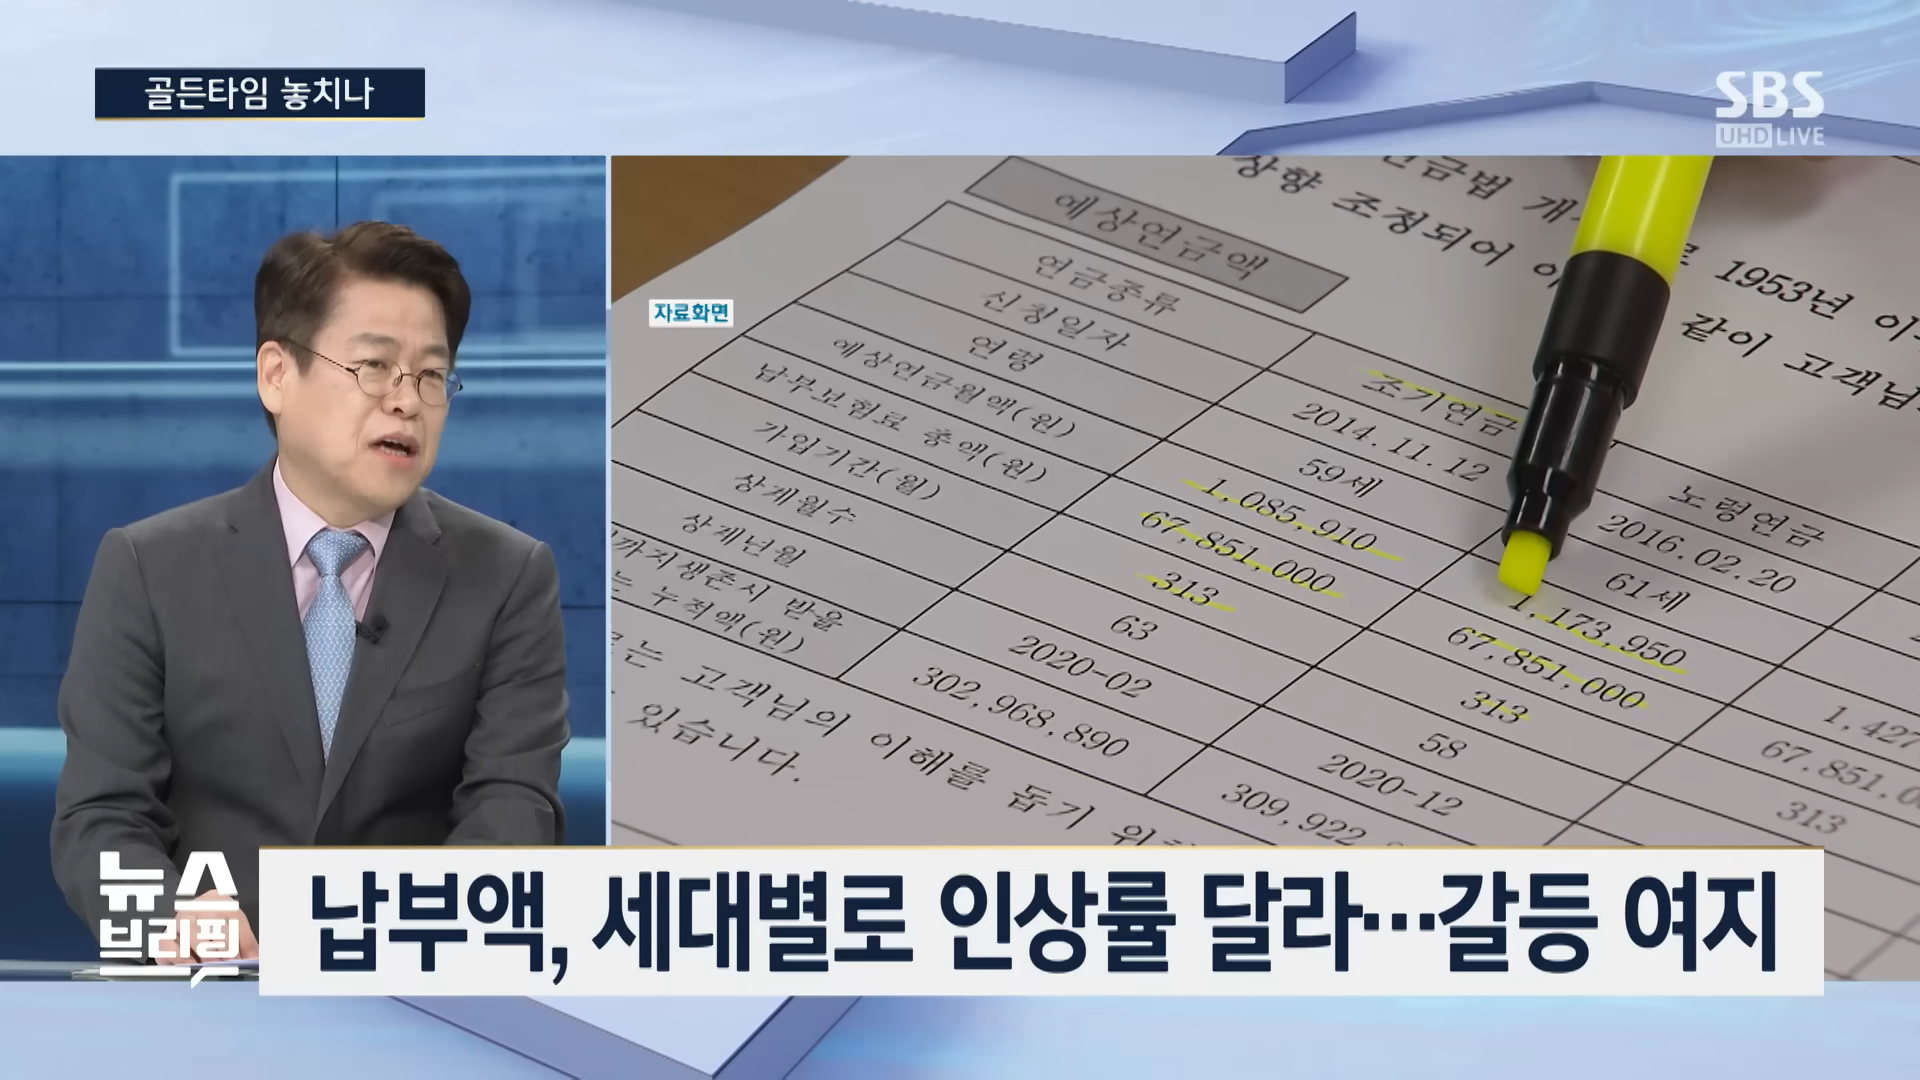 골든타임 놓치나
SBS
UHD LIVE
자료화면
상향 조정되어
1953년
같이 고객님
예상연금액
연금종류
조기연금
노령연금
신청일자
2014.11.12
2016.02.20
연령
59세
61세
예상연금월액(원)
1,085,910
1,173,950
1,427
납부보험료 총액(원)
67,851,000
67,851,000
67,851,0
가입기간(월)
313
313
313
상계월수
63
58
상계년월
2020-02
2020-12
까지생존시 받을
누적액(원)
302,968,890
309,922
고객님의 이해를 돕기
있습니다.
뉴스
브리핑
납부액, 세대별로 인상률 달라…갈등 여지